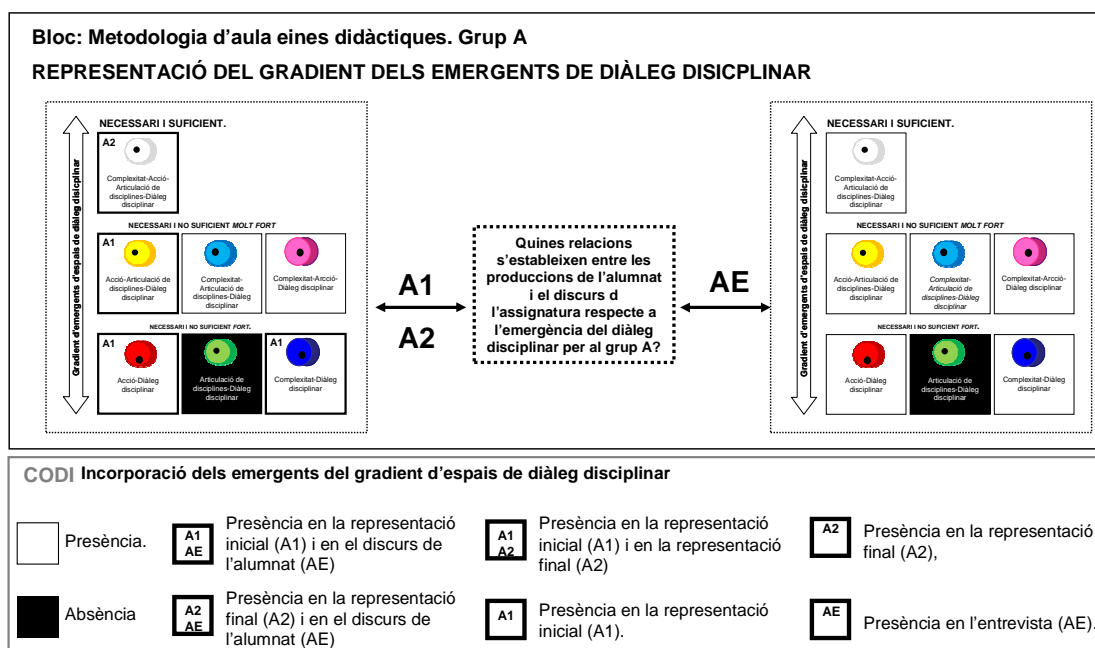 Bloc: Metodologia d'aula eines didàctiques. Grup A
REPRESENTACIÓ DEL GRADIENT DELS EMERGENTS DE DIÀLEG DISICPLINAR
Gradient d'emergents d'espais de diàleg disicplinar
NECESSARI I SUFICIENT.
A2
Complexitat-Acció-
Articulació de
disciplines-Diàleg
disciplinar
NECESSARI I NO SUFICIENT MOLT FORT
A1
Acció-Articulació de
disciplines-Diàleg
disciplinar
Complexitat-
Articulació de
disciplines-Diàleg
disciplinar
Complexitat-Arcció-
Diàleg disciplinar
NECESSARI I NO SUFICIENT FORT.
A1
Acció-Diàleg
disciplinar
Articulació de
disciplines-Diàleg
disciplinar
A1
Complexitat-Diàleg
disciplinar
A1
A2
Quines relacions
s'estableixen entre les
produccions de l'alumnat
i el discurs d
l'assignatura respecte a
l'emergència del diàleg
disciplinar per al grup A?
AE
Gradient d'emergents d'espais de diàleg disicplinar
NECESSARI I SUFICIENT.
Complexitat-Acció-
Articulació de
disciplines-Diàleg
disciplinar
NECESSARI I NO SUFICIENT MOLT FORT
Acció-Articulació de
disciplines-Diàleg
disciplinar
Complexitat-
Articulació de
disciplines-Diàleg
disciplinar
Complexitat-Arcció-
Diàleg disciplinar
NECESSARI I NO SUFICIENT FORT.
Acció-Diàleg
disciplinar
Articulació de
disciplines-Diàleg
disciplinar
Complexitat-Diàleg
disciplinar
CODI Incorporació dels emergents del gradient d'espais de diàleg disciplinar
Presència.
A1
AE
Presència en la representació
inicial (A1) i en el discurs de
l'alumnat (AE)
A1
A2
Presència en la representació
inicial (A1) i en la representació
final (A2)
A2
Presència en la representació
final (A2),
Absència
A2
AE
Presència en la representació
final (A2) i en el discurs de
l'alumnat (AE)
A1
Presència en la representació
inicial (A1).
AE
Presència en l'entrevista (AE).